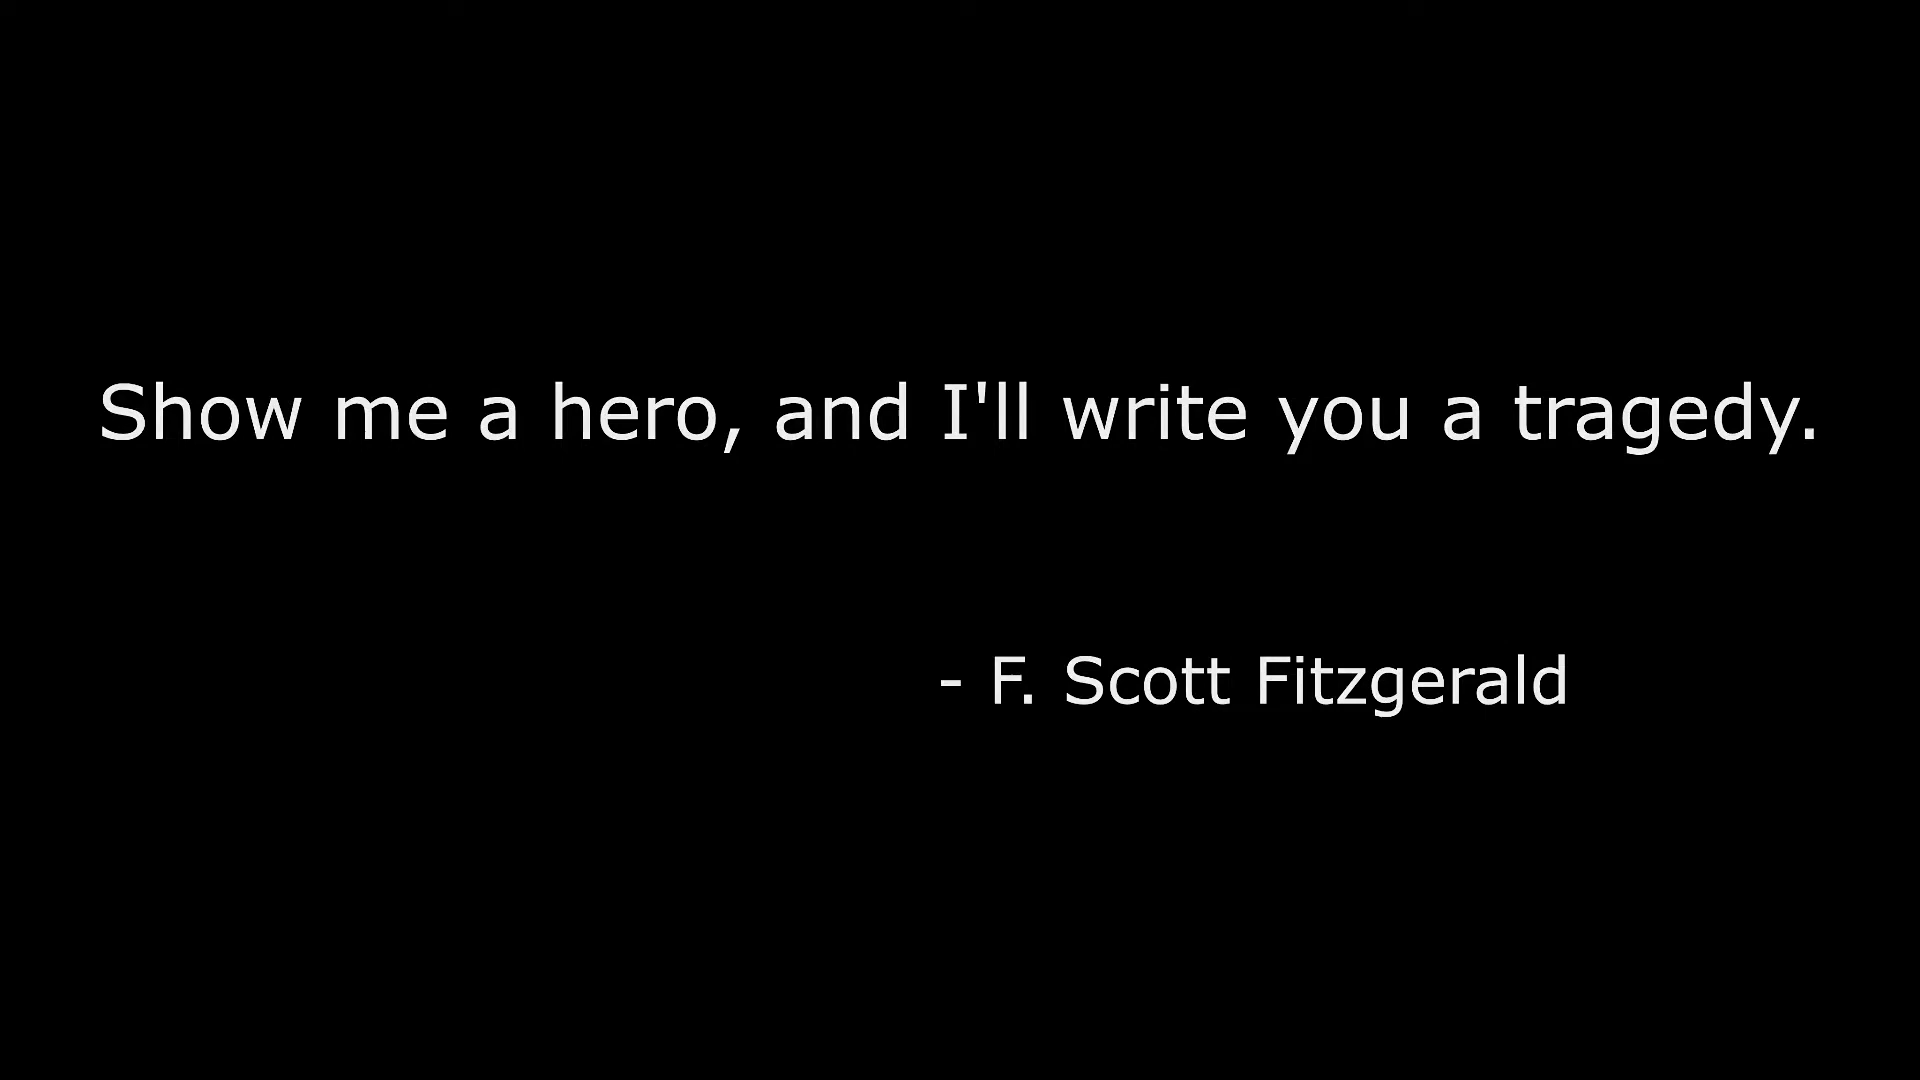 Show me a hero, and I'll write you a tragedy.
- F. Scott Fitzgerald